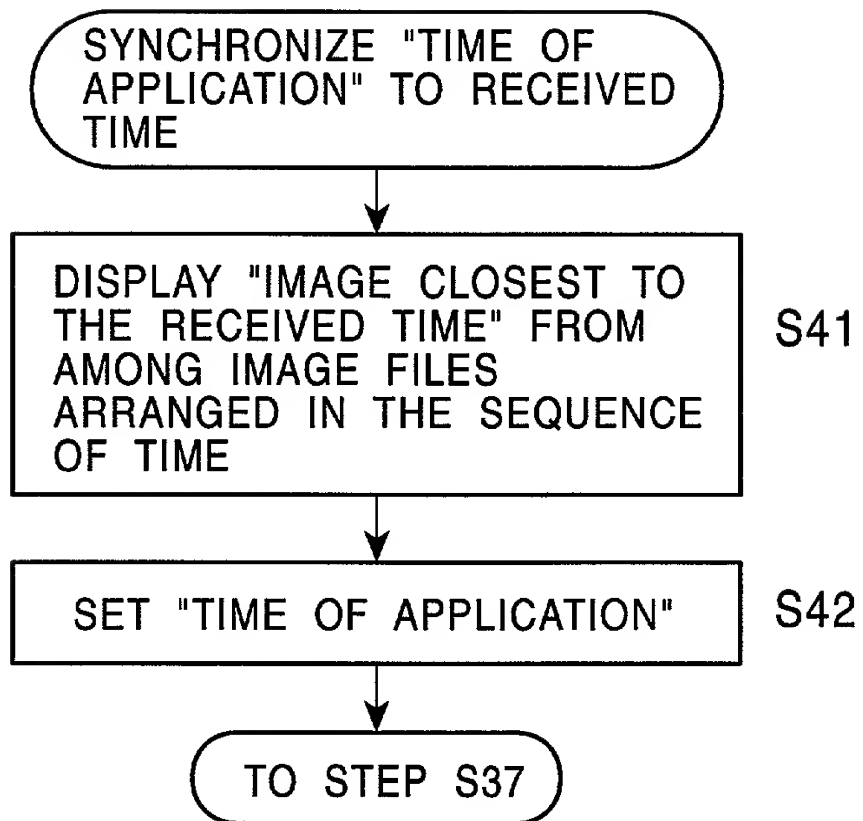 SYNCHRONIZE "TIME OF
APPLICATION" TO RECEIVED
TIME
DISPLAY "IMAGE CLOSEST TO
THE RECEIVED TIME" FROM
AMONG IMAGE FILES
ARRANGED IN THE SEQUENCE
OF TIME
S41
SET "TIME OF APPLICATION"
S42
TO STEP S37